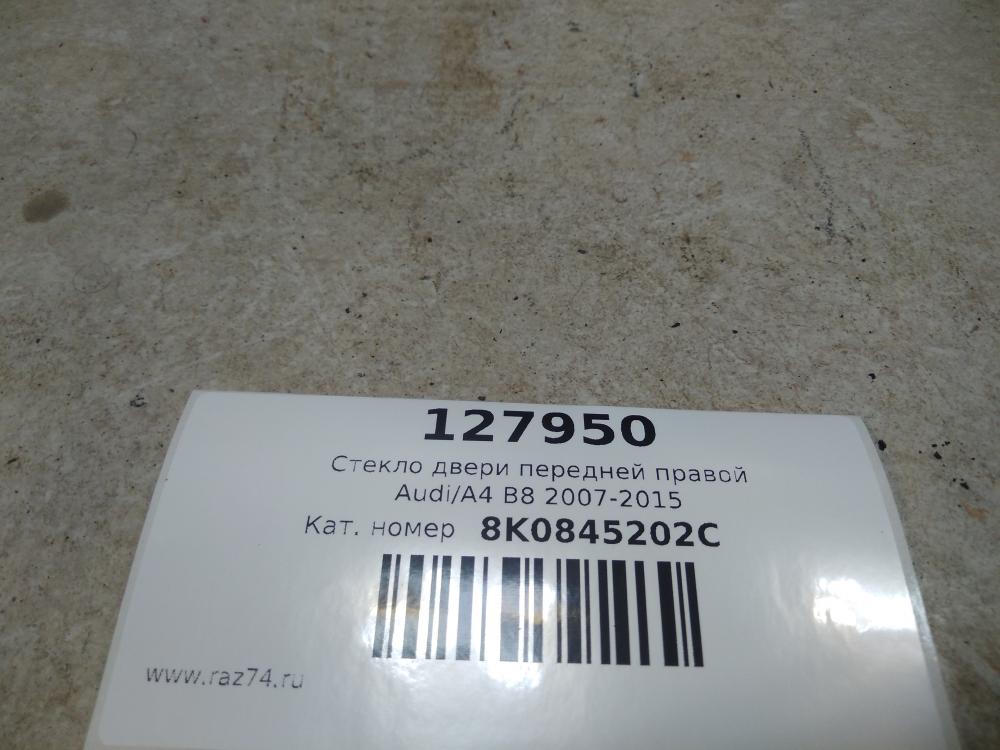 127950
Стекло двери передней правой
Audi/A4 B8 2007-2015
Кат. номер 8K0845202C
www.raz74.ru